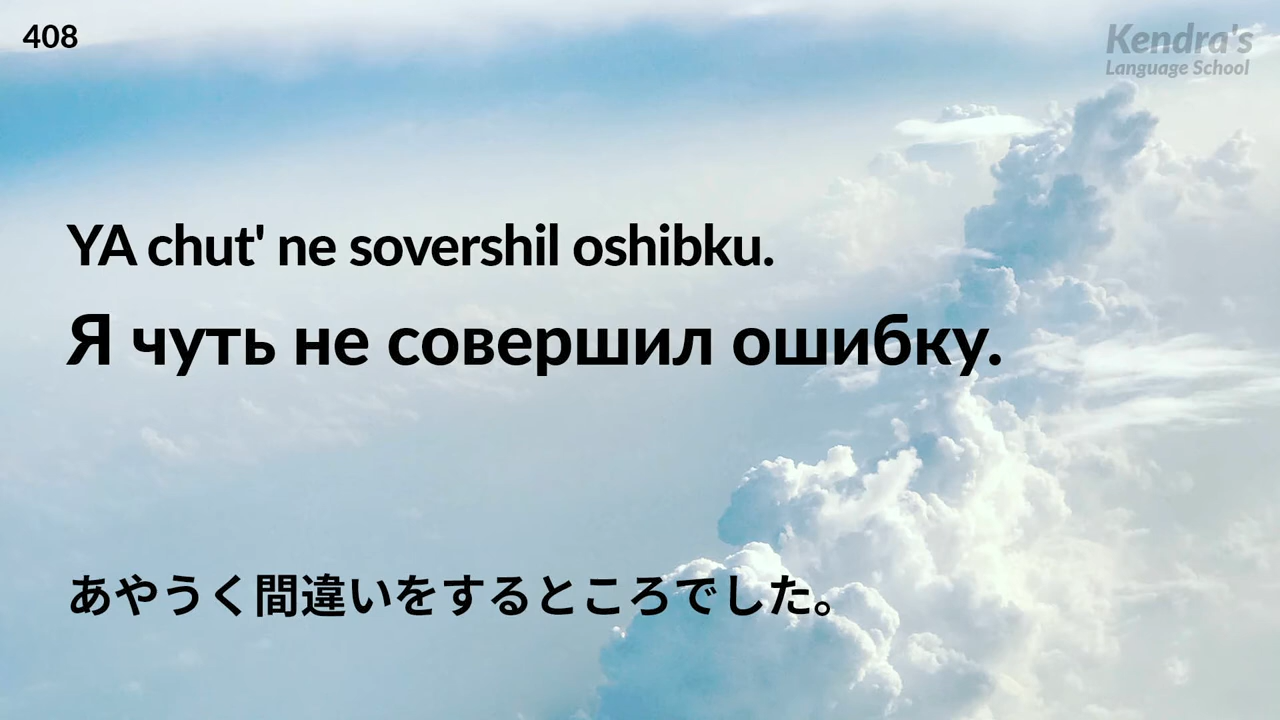 408
Kendra's
Language School
YA chut' ne sovershil oshibku.
Я чуть не совершил ошибку.
あやうく間違いをするところでした。